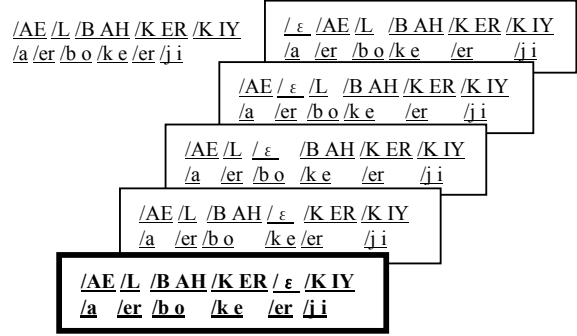 /AE /L /B AH /K ER /K IY
/a /er /b o /k e /er /j i
/ ε /AE /L /B AH /K ER /K IY
/a /er /b o /k e /er /j i
/AE / ε /L /B AH /K ER /K IY
/a /er /b o /k e /er /j i
/AE /L / ε /B AH /K ER /K IY
/a /er /b o /k e /er /j i
/AE /L /B AH / ε /K ER /K IY
/a /er /b o /k e /er /j i
/AE /L /B AH /K ER / ε /K IY
/a /er /b o /k e /er /j i